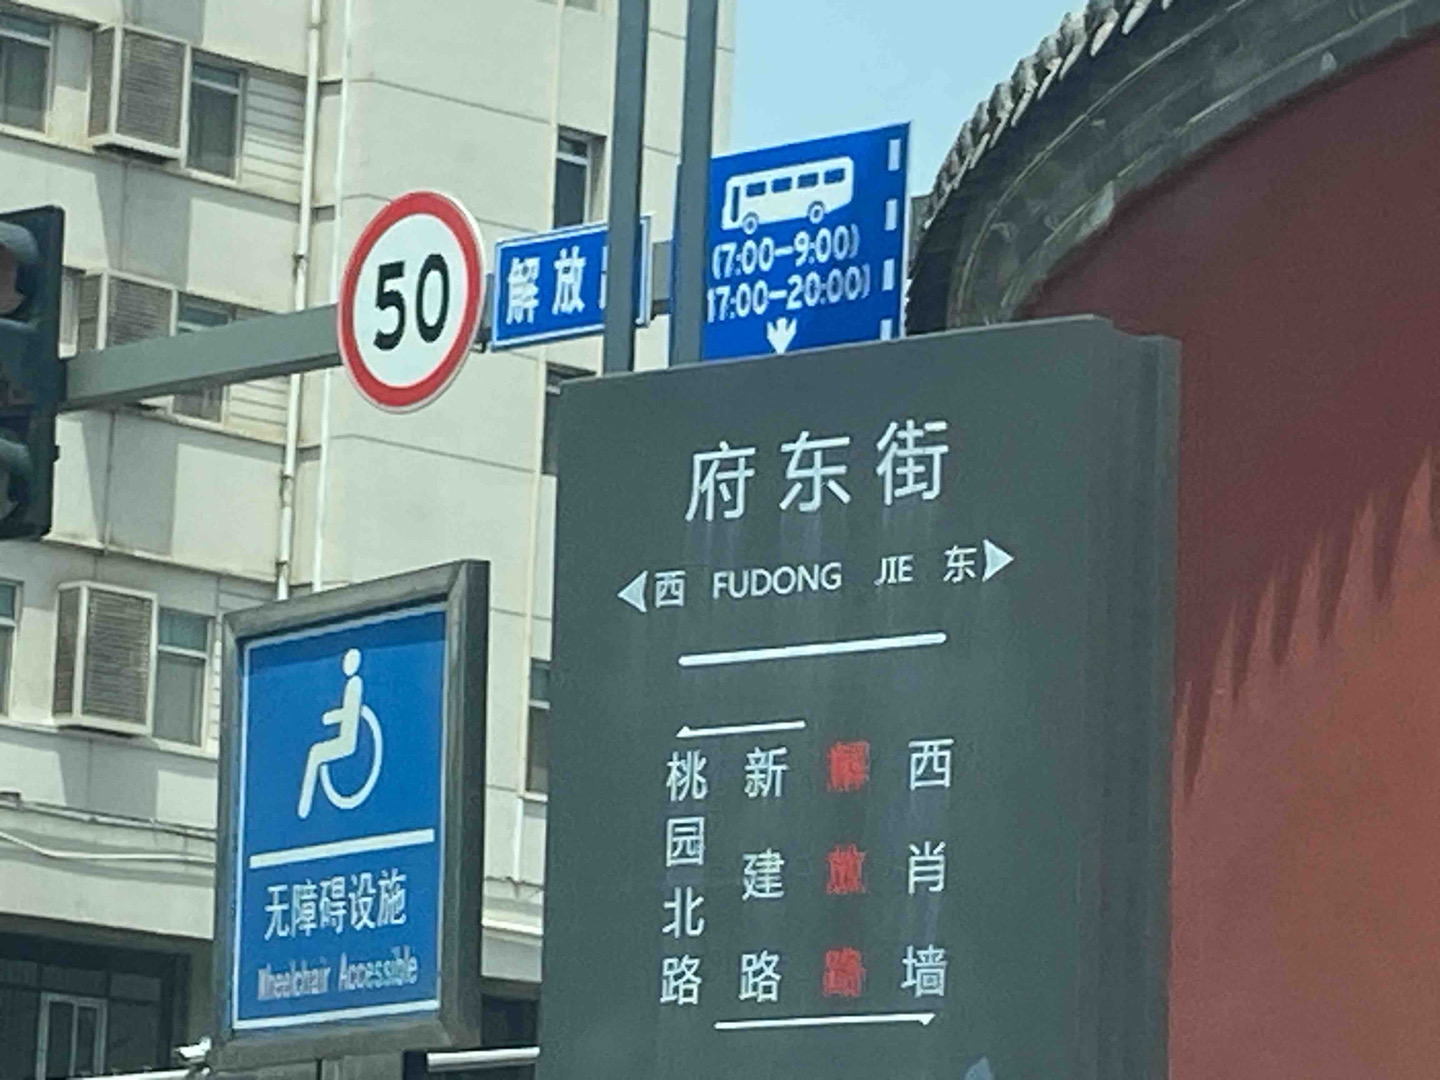 50
解放
(7:00-9:00)
17:00-20:00)
府东街
西 FUDONG JIE 东
桃园北路
新建路
解放路
西肖墙
无障碍设施
Wheelchair Accessible